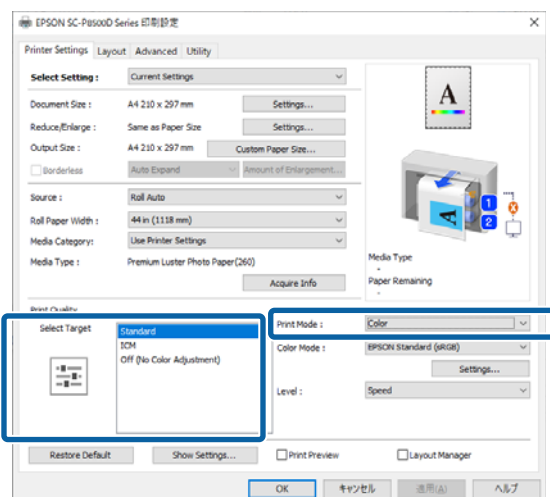 EPSON SC-P8500D Series 印刷設定
Printer Settings Layout Advanced Utility
Select Setting : Current Settings
Document Size : A4 210 x 297 mm Settings...
Reduce/Enlarge : Same as Paper Size Settings...
Output Size : A4 210 x 297 mm Custom Paper Size...
Borderless Auto Expand Amount of Enlargement...
A
Source : Roll Auto
Roll Paper Width : 44 in (1118 mm)
Media Category: Use Printer Settings
Media Type : Premium Luster Photo Paper(260)
Acquire Info
A
1
2
Media Type
-
Paper Remaining
-
Print Quality
Select Target
Standard
ICM
Off (No Color Adjustment)
Print Mode : Color
Color Mode : EPSON Standard (sRGB)
Settings...
Level : Speed
Restore Default Show Settings... Print Preview Layout Manager
OK キャンセル 適用(A) ヘルプ